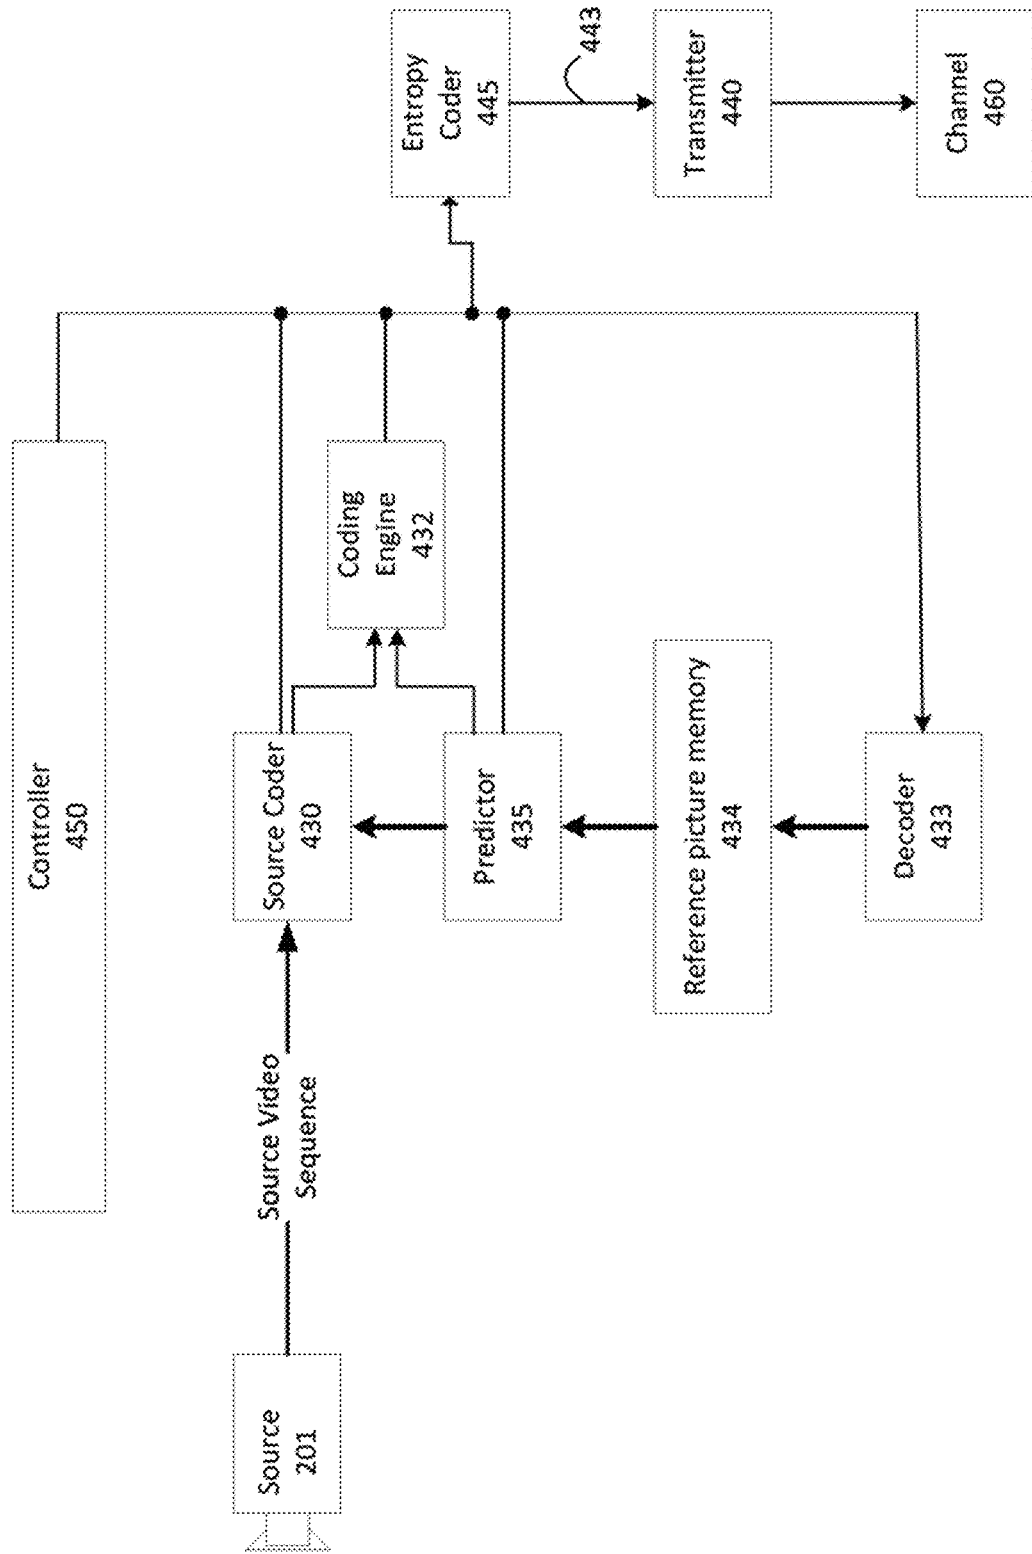 Controller
450
Source
201
Source Video
Sequence
Source Coder
430
Coding
Engine
432
Predictor
435
Reference picture memory
434
Decoder
433
Entropy
Coder
445
443
Transmitter
440
Channel
460